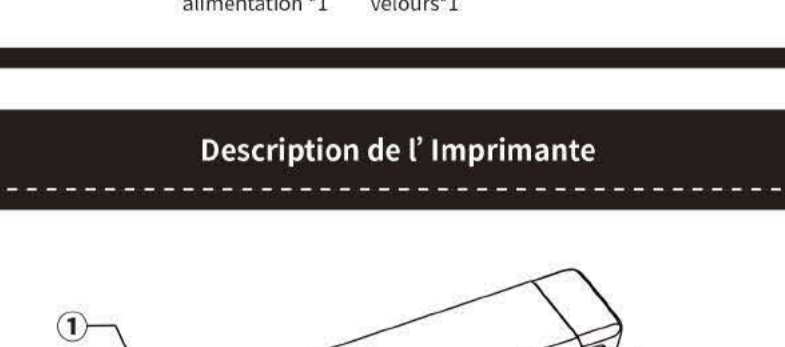 alimentation *1 velours*1
Description de l’ Imprimante
①